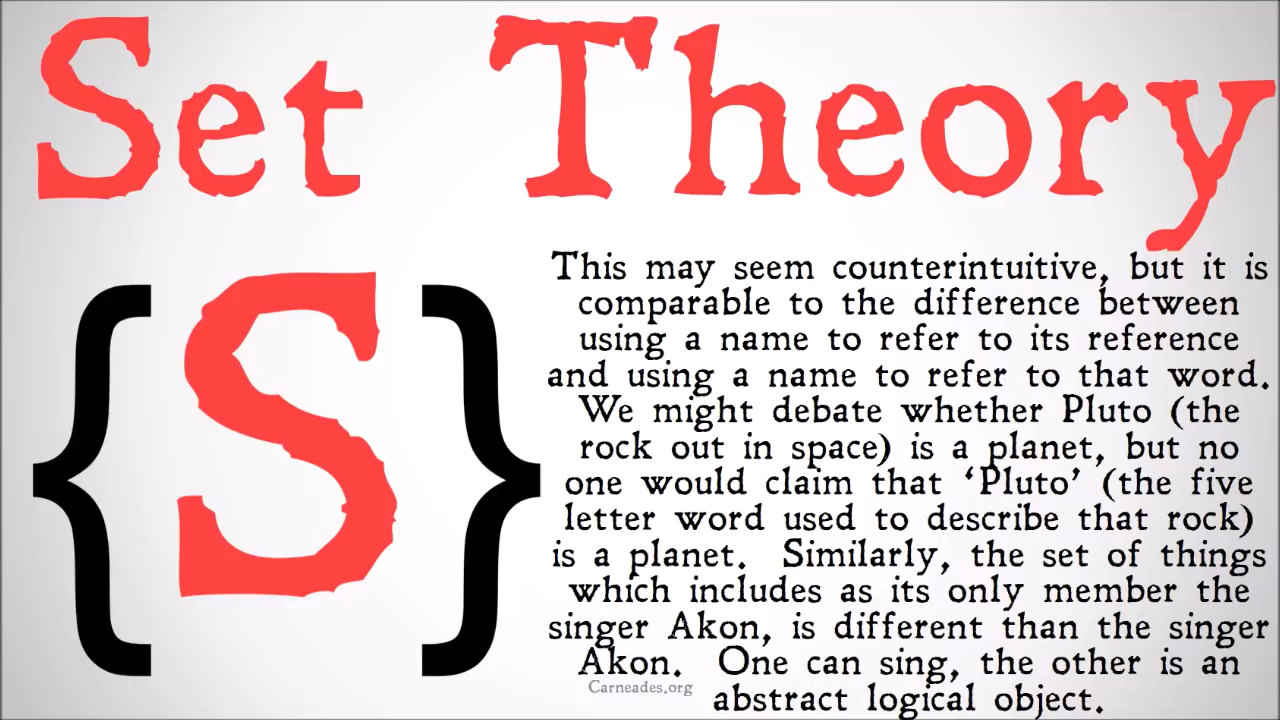 Set Theory
{S}
This may seem counterintuitive, but it is
comparable to the difference between
using a name to refer to its reference
and using a name to refer to that word.
We might debate whether Pluto (the
rock out in space) is a planet, but no
one would claim that ‘Pluto’ (the five
letter word used to describe that rock)
is a planet. Similarly, the set of things
which includes as its only member the
singer Akon, is different than the singer
Akon. One can sing, the other is an
abstract logical object.
Carneades.org